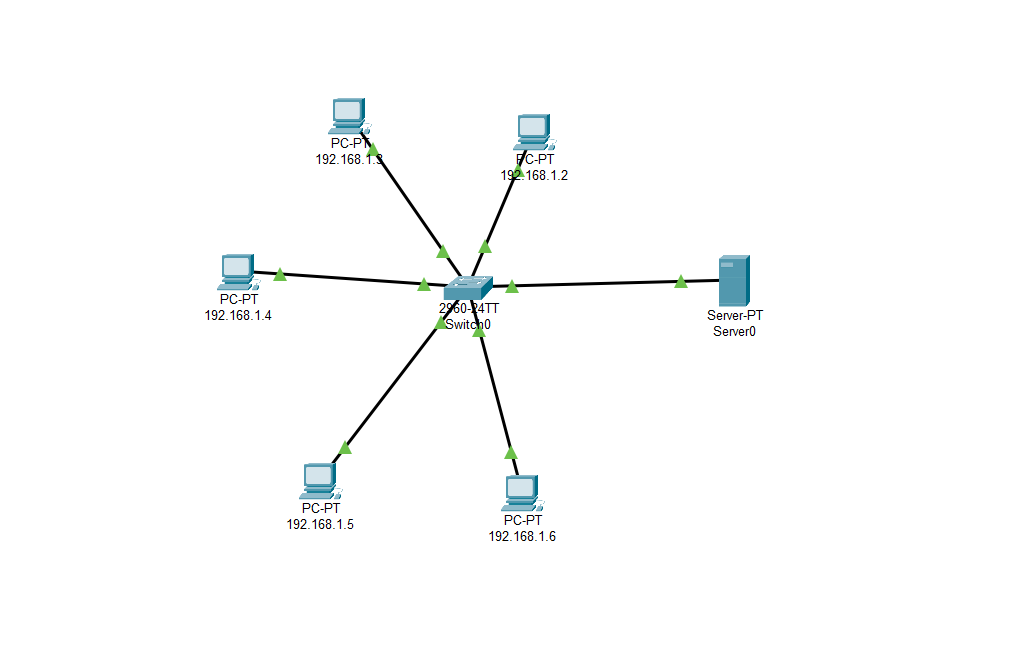 PC-PT
192.168.1.3
PC-PT
192.168.1.2
PC-PT
192.168.1.4
2960-24TT
Switch0
Server-PT
Server0
PC-PT
192.168.1.5
PC-PT
192.168.1.6